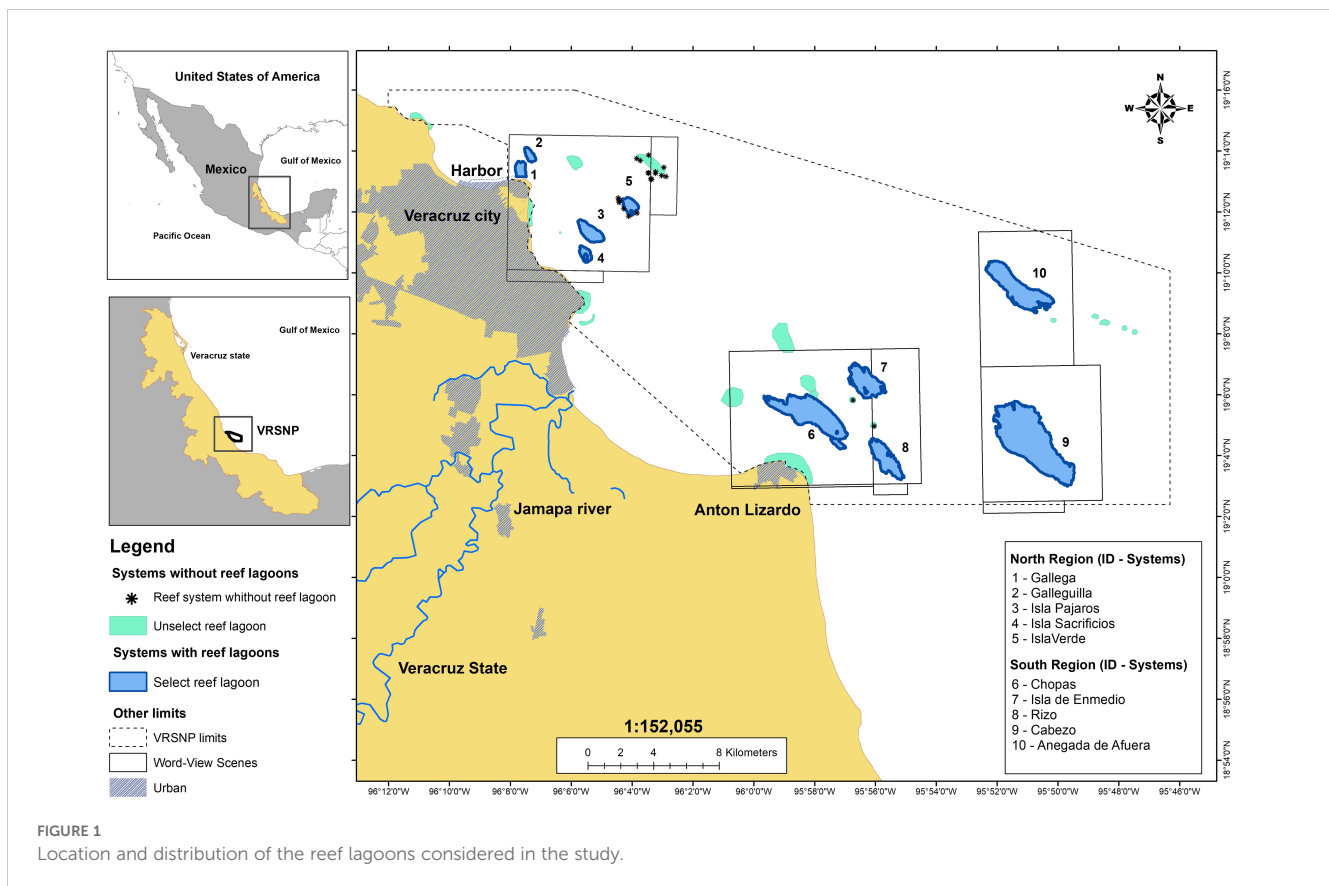 United States of America
Mexico
Gulf of Mexico
Pacific Ocean
Gulf of Mexico
Veracruz state
VRSNP
Legend
Systems without reef lagoons
Reef system whithout reef lagoon
Unselect reef lagoon
Systems with reef lagoons
Select reef lagoon
Other limits
VRSNP limits
Word-View Scenes
Urban
N
W E
S
Harbor
Veracruz city
Jamapa river
Anton Lizardo
Veracruz State
1
2
3
4
5
6
7
8
9
10
1:152,055
0 2 4 8 Kilometers
North Region (ID - Systems)
1 - Gallega
2 - Galleguilla
3 - Isla Pajaros
4 - Isla Sacrificios
5 - IslaVerde
South Region (ID - Systems)
6 - Chopas
7 - Isla de Enmedio
8 - Rizo
9 - Cabezo
10 - Anegada de Afuera
19°16'0"N
19°14'0"N
19°12'0"N
19°10'0"N
19°8'0"N
19°6'0"N
19°4'0"N
19°2'0"N
19°0'0"N
18°58'0"N
18°56'0"N
18°54'0"N
96°12'0"W 96°10'0"W 96°8'0"W 96°6'0"W 96°4'0"W 96°2'0"W 96°0'0"W 95°58'0"W 95°56'0"W 95°54'0"W 95°52'0"W 95°50'0"W 95°48'0"W 95°46'0"W
FIGURE 1
Location and distribution of the reef lagoons considered in the study.